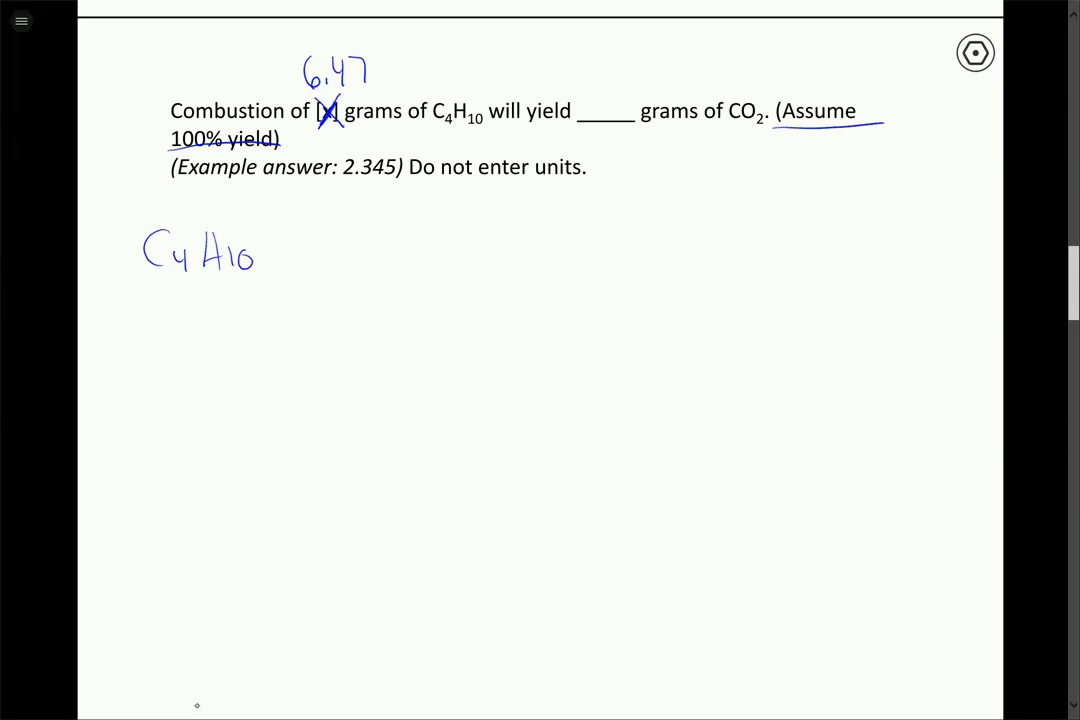 6.47
Combustion of [x] grams of C₄H₁₀ will yield _____ grams of CO₂. (Assume
100% yield)
(Example answer: 2.345) Do not enter units.
C₄H₁₀